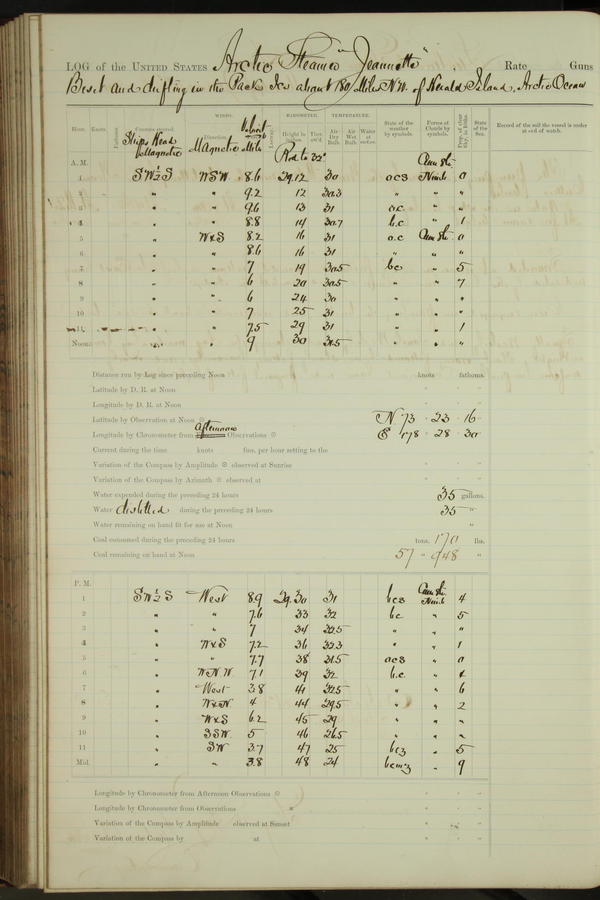 LOG of the UNITED STATES Arctic Steamer "Jeannette" Rate Guns
Beset and drifting in the Pack Ice about 180 Miles N.W. of Herald Island, Arctic Ocean
WINDS. BAROMETER. TEMPERATURE.
Hour. Knots. Fathoms. Courses steered. Ships Head Magnetic Direction Magnetic Velocity Miles Leeway. Height in inches. Ther. att'd. Air Dry Bulb. Air Wet Bulb. Water at surface. State of the weather by symbols. Forms of Clouds by symbols. Prop. of clear sky, in tenths. State of the Sea. Record of the sail the vessel is under at end of watch.
Red to 32°
A. M. Cum Str.
1 SW½S WSW 8.6 29.12 30 ocs Nimb 0
2 " " 9.2 12 30.3 " " "
3 " " 9.6 13 31 o.c. " "
4 " " 8.8 14 30.7 b.c " 1
5 " W&S 8.2 16 31 o.c Cum Str. 0
6 " " 8.6 16 31 " " "
7 " " 7 19 30.5 bc " 5
8 " " 6 20 30.5 " " 7
9 " " 6 24 30 " " "
10 " " 7 25 31 " " "
11 " " 7.5 29 31 " " 1
Noon " " 9 30 31.5 " " "
Distance run by Log since preceding Noon knots fathoms.
Latitude by D. R. at Noon
Longitude by D. R. at Noon
Latitude by Observation at Noon N 73 23 16
Longitude by Chronometer from Afternoon Observations E 178 28 30
Current during the time knots fms. per hour setting to the
Variation of the Compass by Amplitude observed at Sunrise
Variation of the Compass by Azimuth observed at
Water expended during the preceding 24 hours 35 gallons.
Water distilled during the preceding 24 hours 35 "
Water remaining on hand fit for use at Noon "
Coal consumed during the preceding 24 hours tons, 170 lbs.
Coal remaining on hand at Noon 57 " 948 "
P. M.
1 SW½S West 8.9 29.30 31 bcs Cum Str. Nimb 4
2 " " 7.6 33 32 bc " 5
3 " " 7 34 32.5 " " "
4 " W&S 7.2 36 32.3 " " 1
5 " " 7.7 38 31.5 ocs " 0
6 " W.N.W. 7.1 39 32 b.c. "
7 " West 3.8 41 32.5 " " 6
8 " W&N 4 44 29.5 " " 2
9 " W&S 6.2 45 29 " " "
10 " SSW 5 46 26.5 " " "
11 " SW 3.7 47 25 bcz " 5
Mid. " " 3.8 48 24 bcmz " 9
Longitude by Chronometer from Afternoon Observations
Longitude by Chronometer from Observations
Variation of the Compass by Amplitude observed at Sunset
Variation of the Compass by at